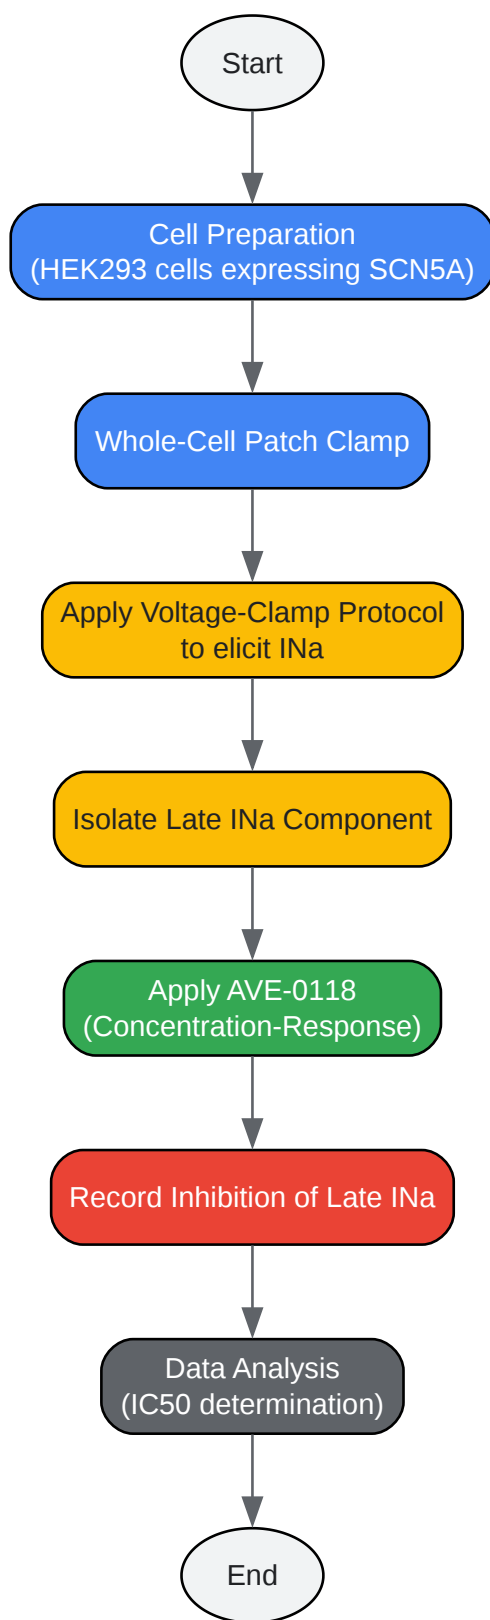 Start
Cell Preparation
(HEK293 cells expressing SCN5A)
Whole-Cell Patch Clamp
Apply Voltage-Clamp Protocol
to elicit INa
Isolate Late INa Component
Apply AVE-0118
(Concentration-Response)
Record Inhibition of Late INa
Data Analysis
(IC50 determination)
End